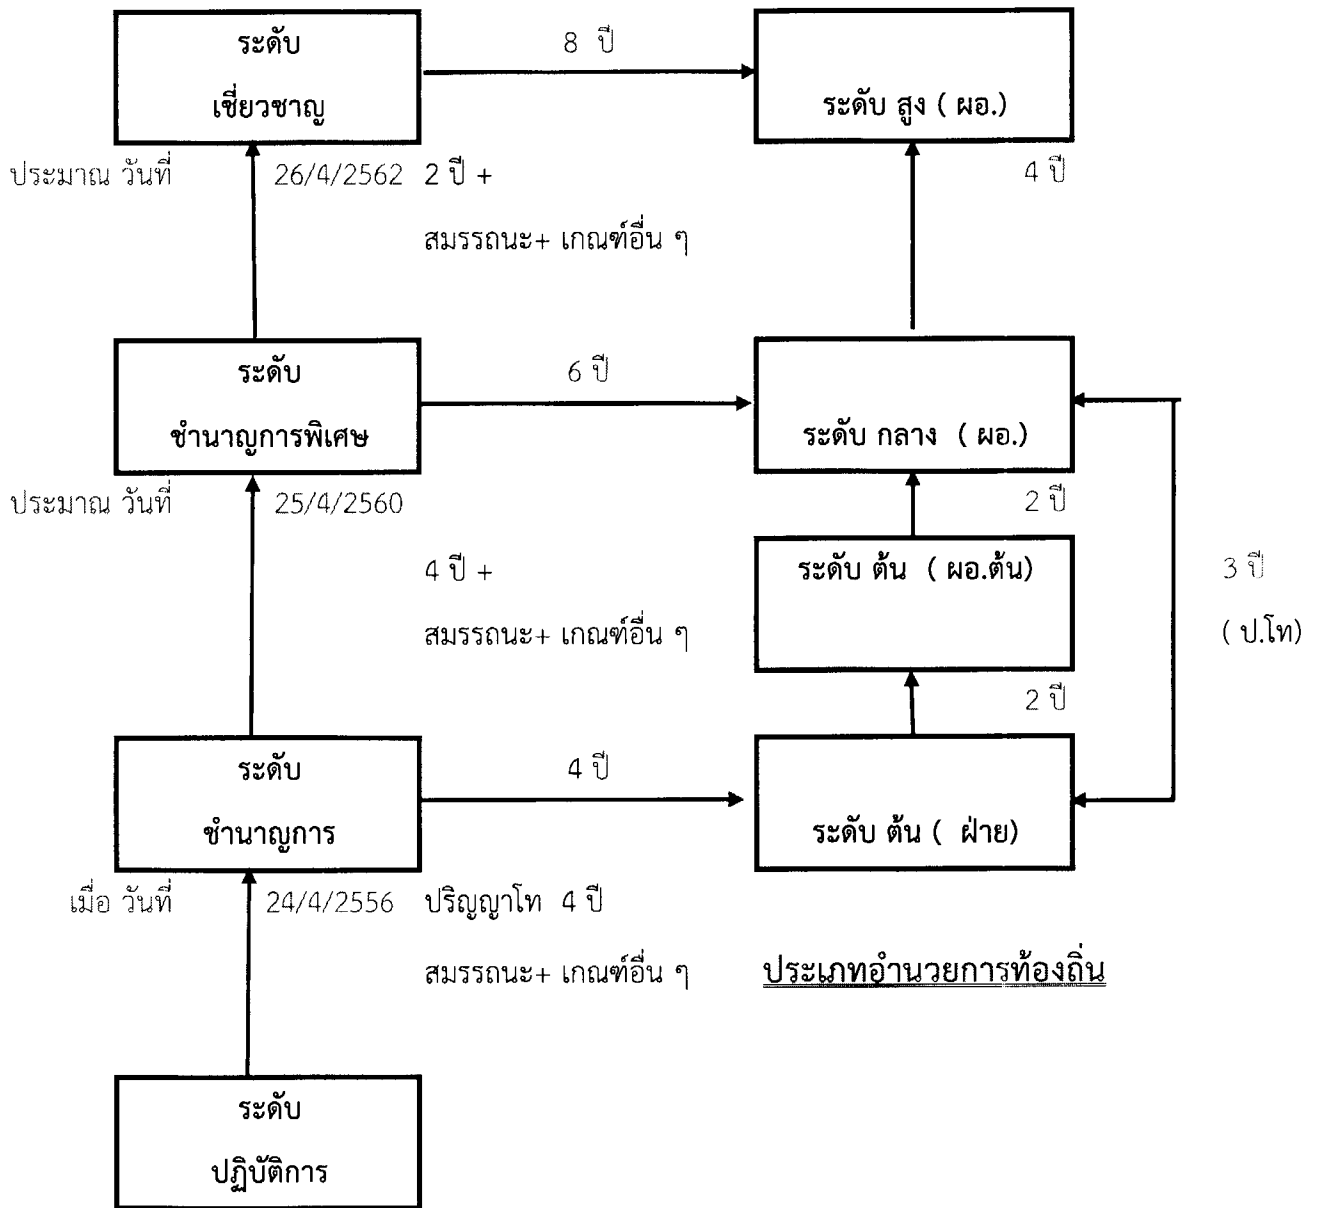 ระดับ
เชี่ยวชาญ
8 ปี
ระดับ สูง ( ผอ.)
ประมาณ วันที่ 26/4/2562 2 ปี +
4 ปี
สมรรถนะ+ เกณฑ์อื่น ๆ
ระดับ
ชำนาญการพิเศษ
6 ปี
ระดับ กลาง ( ผอ.)
ประมาณ วันที่ 25/4/2560
2 ปี
4 ปี +
สมรรถนะ+ เกณฑ์อื่น ๆ
ระดับ ต้น ( ผอ.ต้น)
3 ปี
( ป.โท)
2 ปี
ระดับ
ชำนาญการ
4 ปี
ระดับ ต้น ( ฝ่าย)
เมื่อ วันที่ 24/4/2556 ปริญญาโท 4 ปี
สมรรถนะ+ เกณฑ์อื่น ๆ
ประเภทอำนวยการท้องถิ่น
ระดับ
ปฏิบัติการ